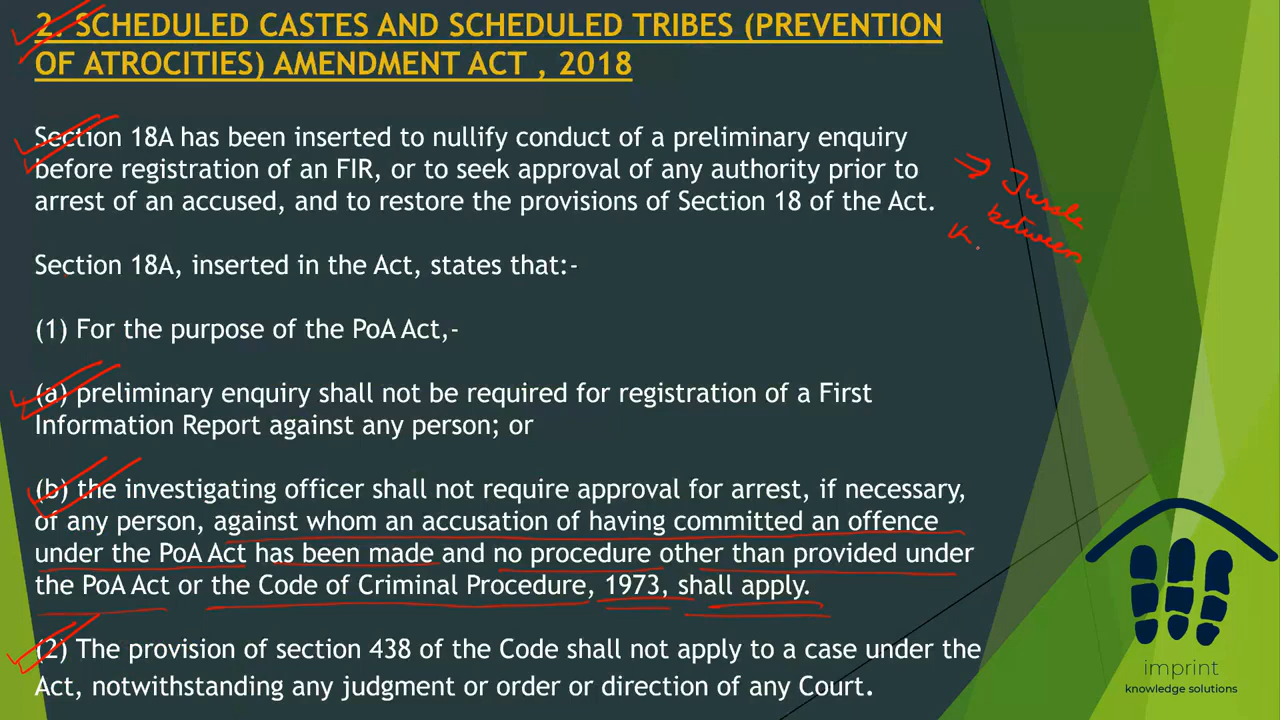 2. SCHEDULED CASTES AND SCHEDULED TRIBES (PREVENTION
OF ATROCITIES) AMENDMENT ACT , 2018
Section 18A has been inserted to nullify conduct of a preliminary enquiry
before registration of an FIR, or to seek approval of any authority prior to
arrest of an accused, and to restore the provisions of Section 18 of the Act.
Section 18A, inserted in the Act, states that:-
(1) For the purpose of the PoA Act,-
(a) preliminary enquiry shall not be required for registration of a First
Information Report against any person; or
(b) the investigating officer shall not require approval for arrest, if necessary,
of any person, against whom an accusation of having committed an offence
under the PoA Act has been made and no procedure other than provided under
the PoA Act or the Code of Criminal Procedure, 1973, shall apply.
(2) The provision of section 438 of the Code shall not apply to a case under the
Act, notwithstanding any judgment or order or direction of any Court.
between
imprint
knowledge solutions